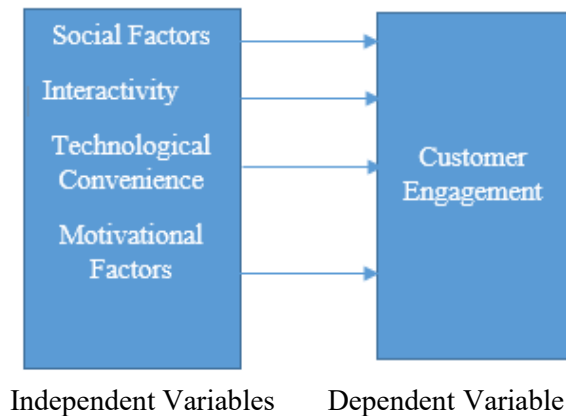 Social Factors
Interactivity
Technological
Convenience
Motivational
Factors
Customer
Engagement
Independent Variables
Dependent Variable